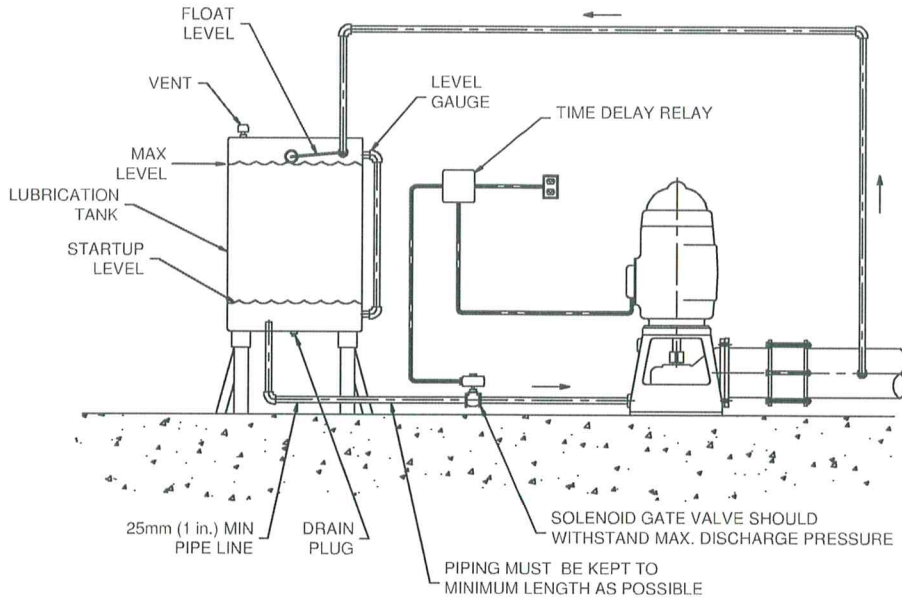 FLOAT
LEVEL
VENT
LEVEL
GAUGE
TIME DELAY RELAY
MAX
LEVEL
LUBRICATION
TANK
STARTUP
LEVEL
25mm (1 in.) MIN
PIPE LINE
DRAIN
PLUG
SOLENOID GATE VALVE SHOULD
WITHSTAND MAX. DISCHARGE PRESSURE
PIPING MUST BE KEPT TO
MINIMUM LENGTH AS POSSIBLE